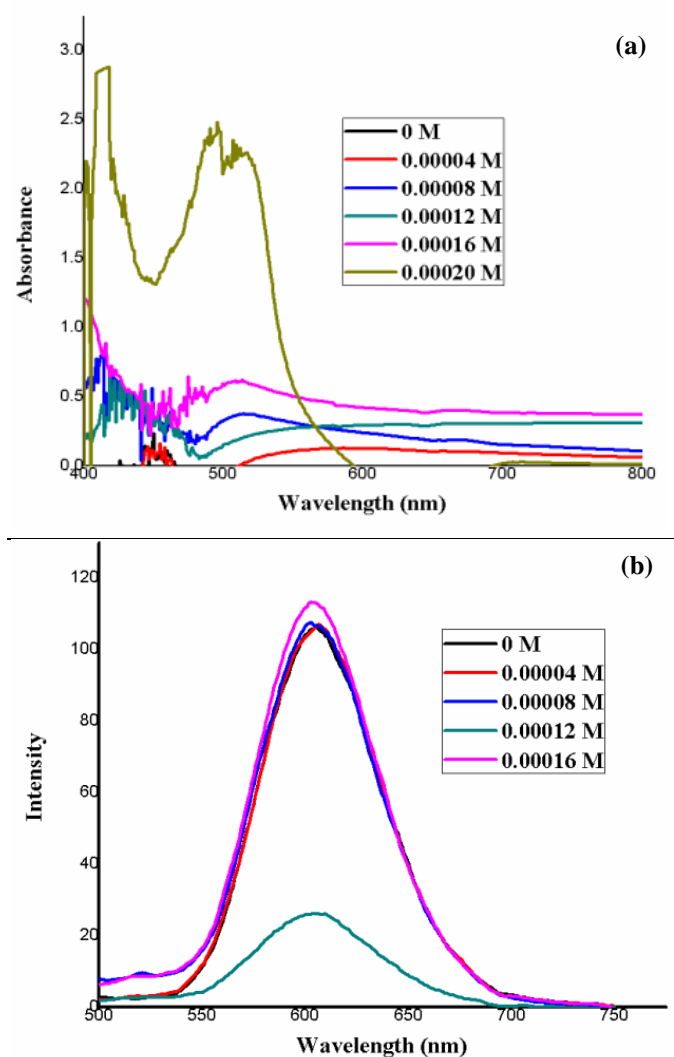 (a)
3.0
2.5
2.0
1.5
1.0
0.5
0.0
Absorbance
0 M
0.00004 M
0.00008 M
0.00012 M
0.00016 M
0.00020 M
400 500 600 700 800
Wavelength (nm)
(b)
120
100
80
60
40
20
0
Intensity
0 M
0.00004 M
0.00008 M
0.00012 M
0.00016 M
500 550 600 650 700 750
Wavelength (nm)